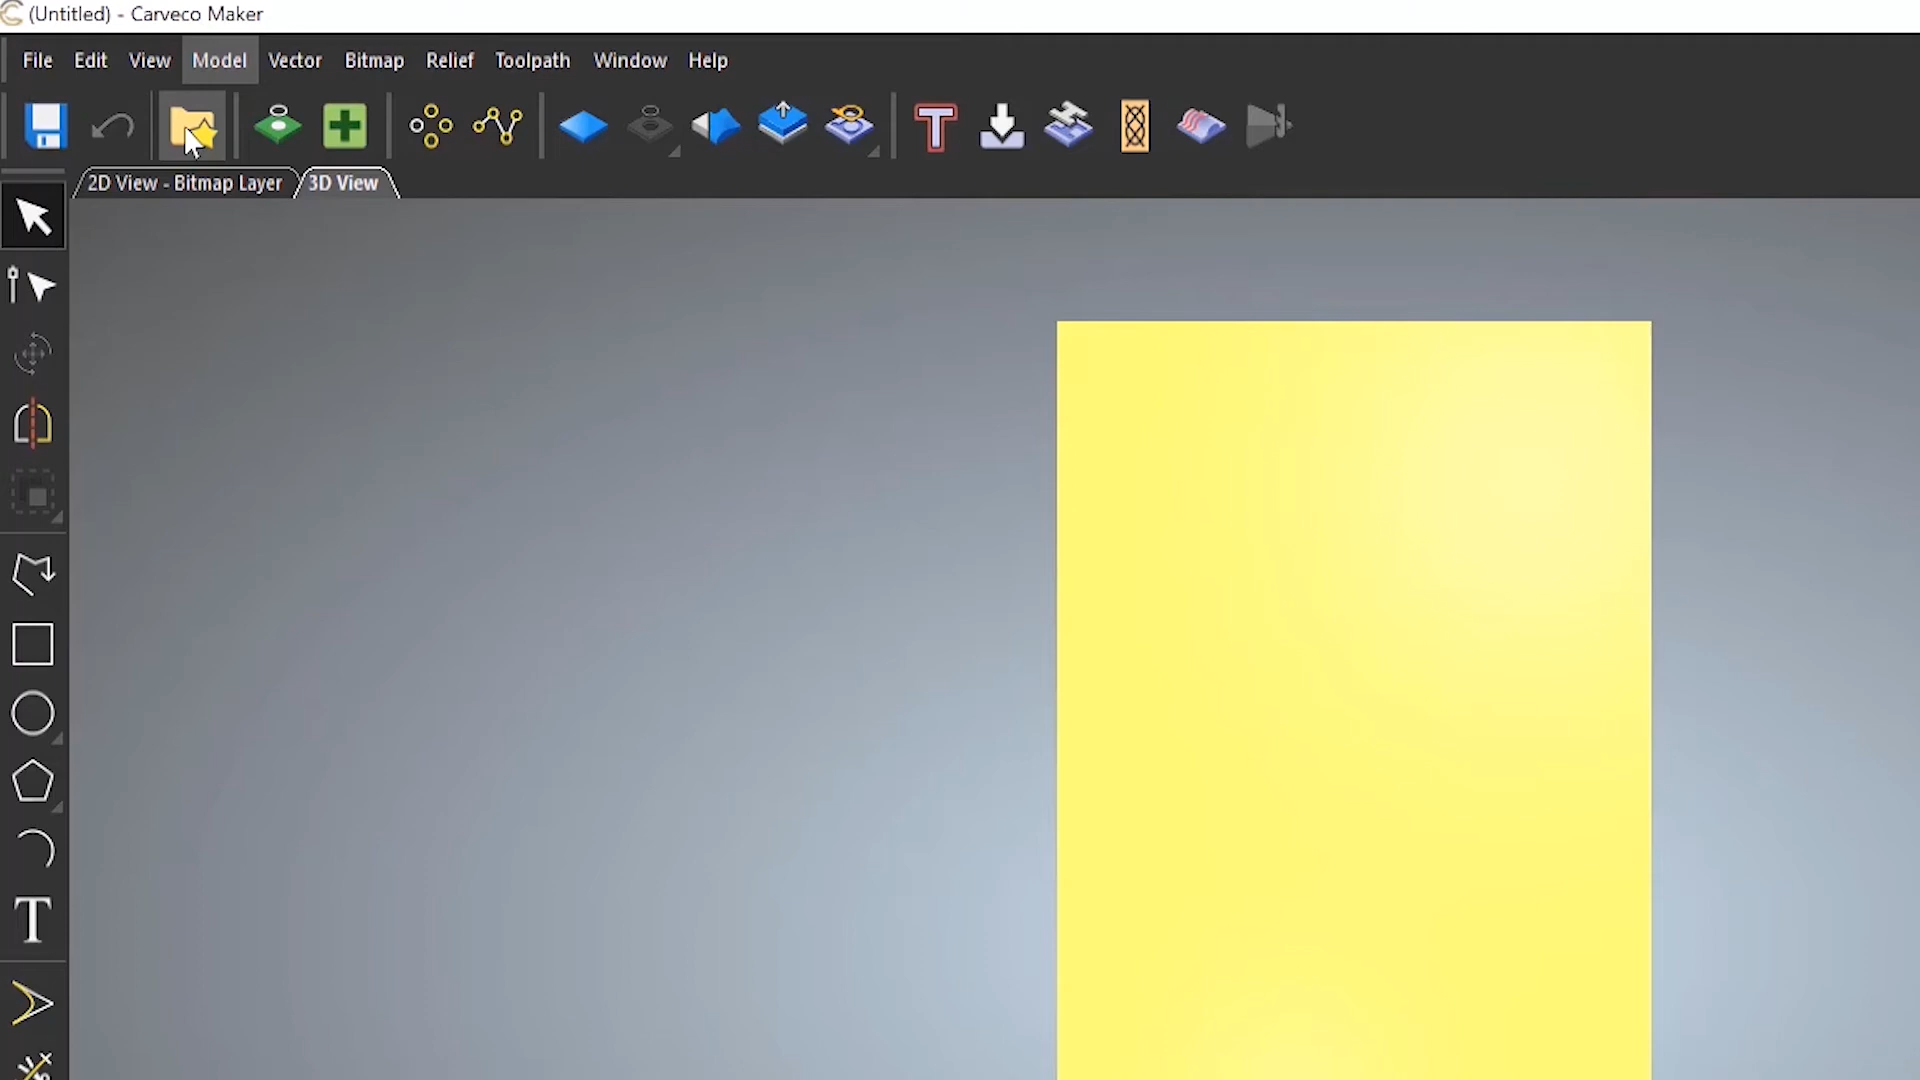 (Untitled) - Carveco Maker
File Edit View Model Vector Bitmap Relief Toolpath Window Help
2D View - Bitmap Layer 3D View